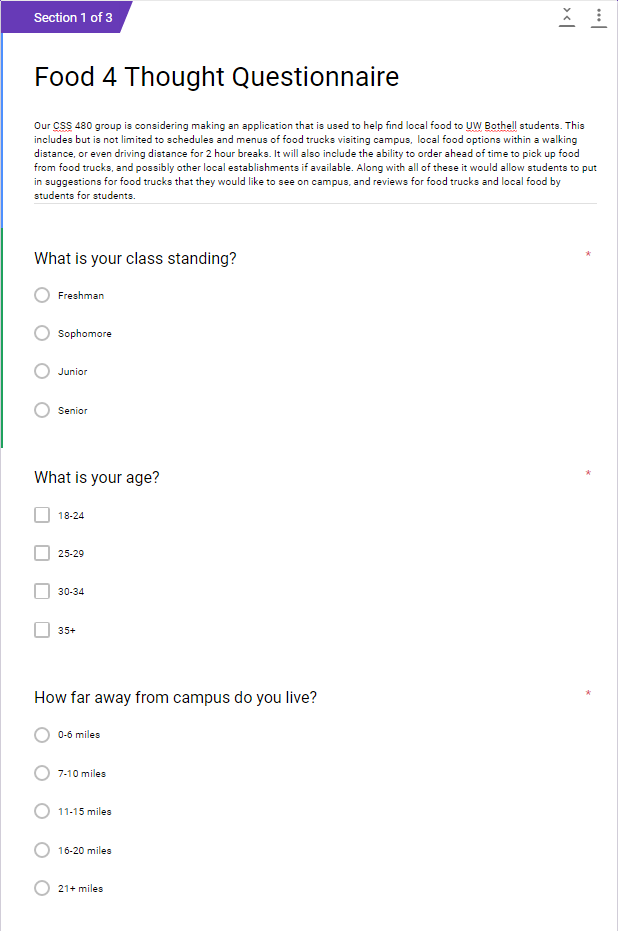 Section 1 of 3
Food 4 Thought Questionnaire
Our CSS 480 group is considering making an application that is used to help find local food to UW Bothell students. This
includes but is not limited to schedules and menus of food trucks visiting campus,  local food options within a walking
distance, or even driving distance for 2 hour breaks. It will also include the ability to order ahead of time to pick up food
from food trucks, and possibly other local establishments if available. Along with all of these it would allow students to put
in suggestions for food trucks that they would like to see on campus, and reviews for food trucks and local food by
students for students.
What is your class standing? *
Freshman
Sophomore
Junior
Senior
What is your age? *
18-24
25-29
30-34
35+
How far away from campus do you live? *
0-6 miles
7-10 miles
11-15 miles
16-20 miles
21+ miles